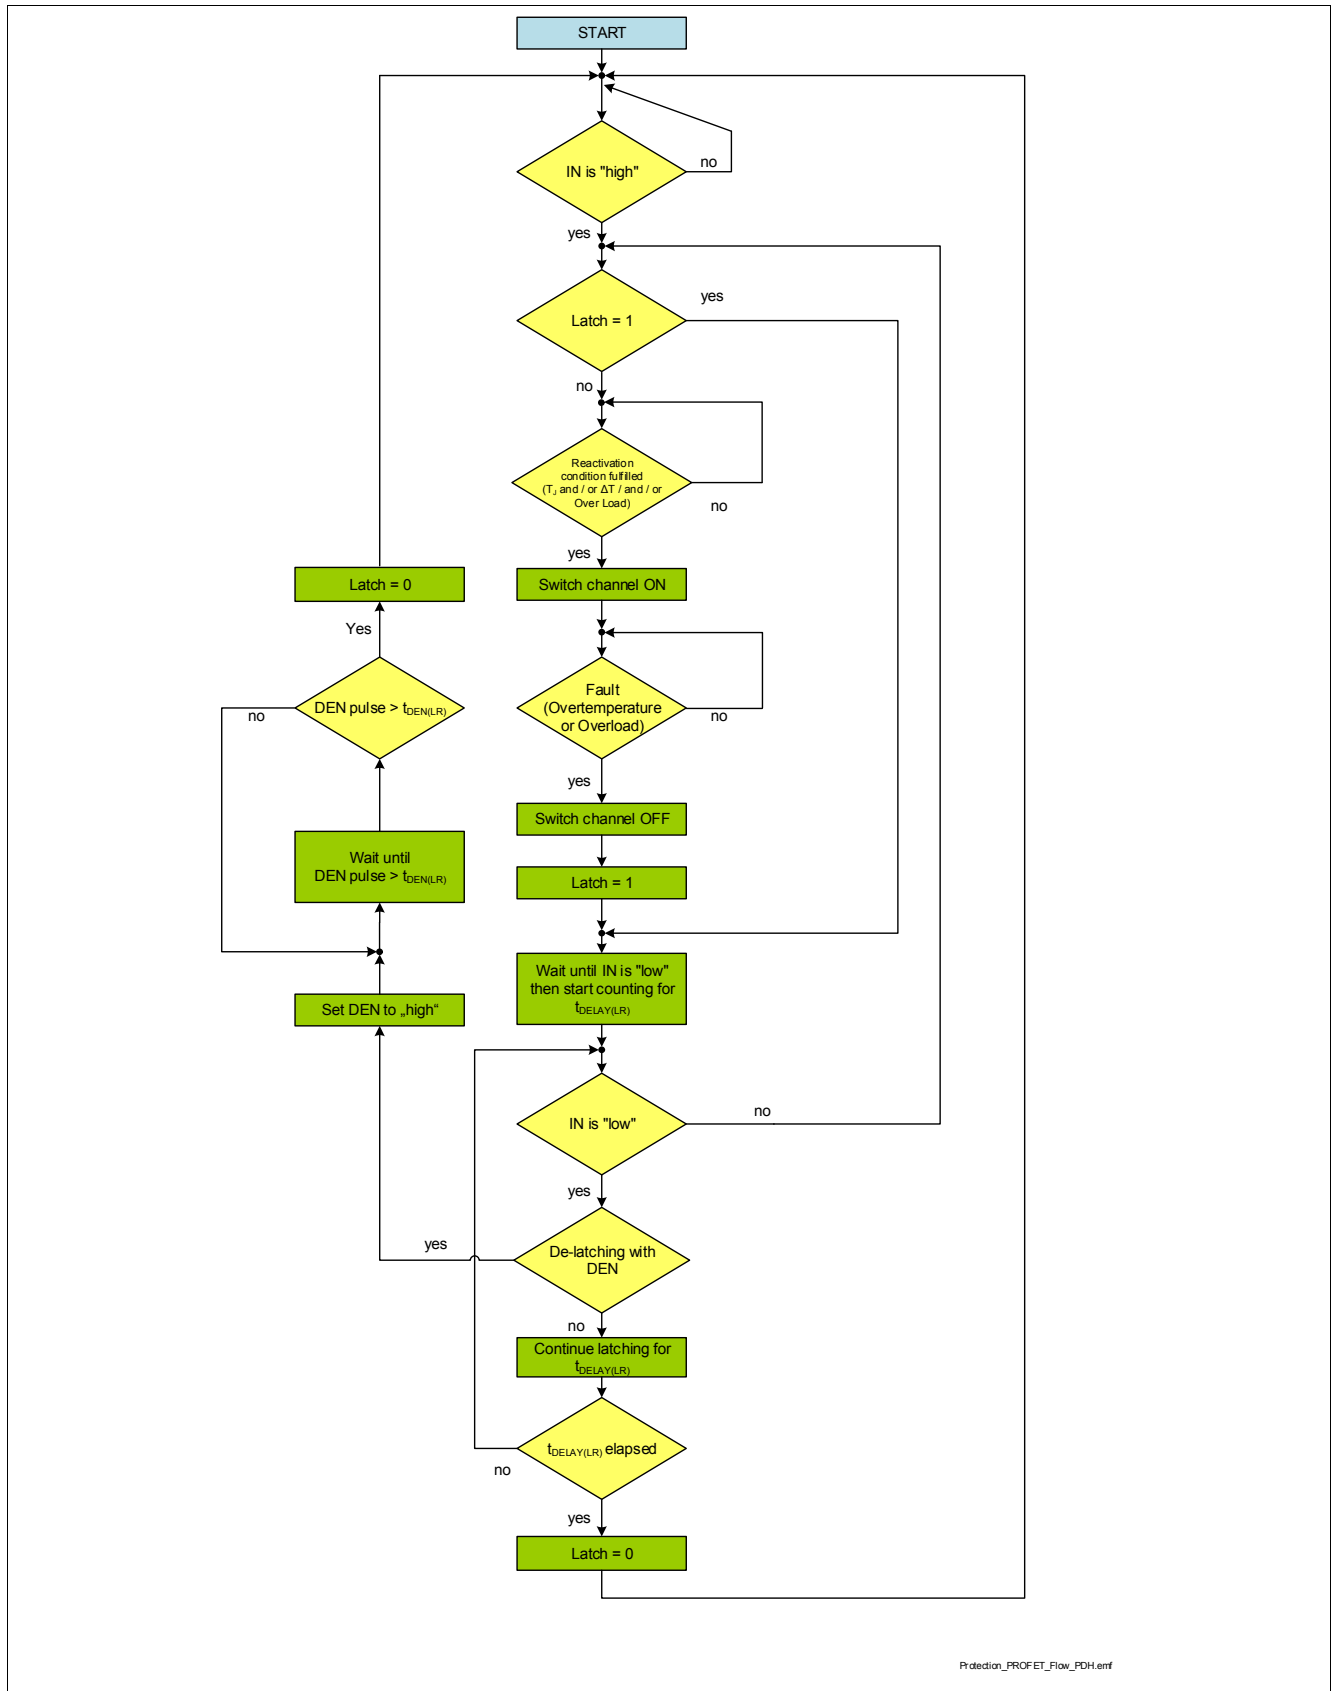 START
IN is "high"
no
yes
Latch = 1
yes
no
Reactivation
condition fulfilled
(TJ and / or ΔT / and / or
Over Load)
no
yes
Switch channel ON
Latch = 0
Yes
Fault
(Overtemperature
or Overload)
no
DEN pulse > tDEN(LR)
no
yes
Switch channel OFF
Wait until
DEN pulse > tDEN(LR)
Latch = 1
Wait until IN is "low"
then start counting for
tDELAY(LR)
Set DEN to „high“
IN is "low"
no
yes
De-latching with
DEN
yes
no
Continue latching for
tDELAY(LR)
tDELAY(LR) elapsed
no
yes
Latch = 0
Protection_PROFET_Flow_PDH.emf